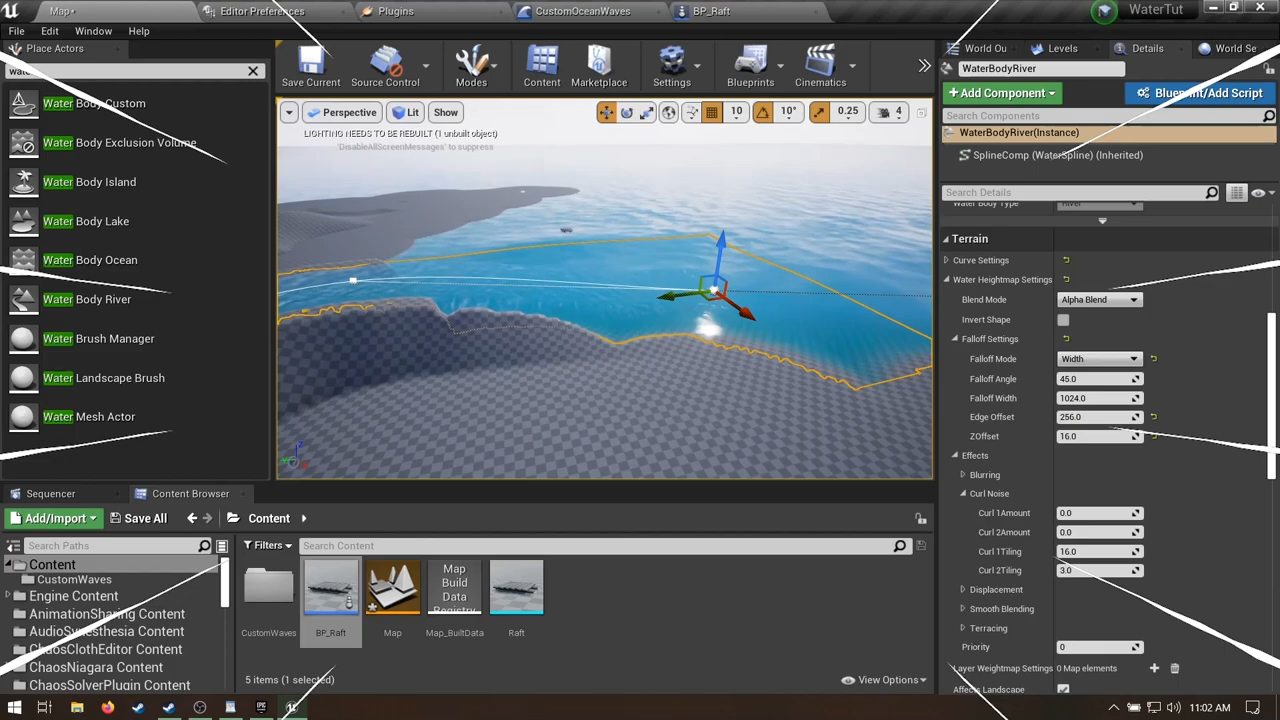 Map*
Editor Preferences
Plugins
CustomOceanWaves
BP_Raft
WaterTut
File
Edit
Window
Help
Place Actors
World Ou
Levels
Details
World Se
Save Current
Source Control
Modes
Content
Marketplace
Settings
Blueprints
Cinematics
WaterBodyRiver
+ Add Component
Blueprint/Add Script
Search Components
WaterBodyRiver(Instance)
SplineComp (WaterSpline) (Inherited)
Search Details
Water Body Custom
Water Body Exclusion Volume
Water Body Island
Water Body Lake
Water Body Ocean
Water Body River
Water Brush Manager
Water Landscape Brush
Water Mesh Actor
Perspective
Lit
Show
10
10°
0.25
4
LIGHTING NEEDS TO BE REBUILT (1 unbuilt object)
'DisableAllScreenMessages' to suppress
Water Body Type
River
Terrain
Curve Settings
Water Heightmap Settings
Blend Mode
Alpha Blend
Invert Shape
Falloff Settings
Falloff Mode
Width
Falloff Angle
45.0
Falloff Width
1024.0
Edge Offset
256.0
ZOffset
16.0
Effects
Blurring
Curl Noise
Curl 1Amount
0.0
Curl 2Amount
0.0
Curl 1Tiling
16.0
Curl 2Tiling
3.0
Displacement
Smooth Blending
Terracing
Priority
0
Layer Weightmap Settings
0 Map elements
Affects Landscape
Sequencer
Content Browser
Add/Import
Save All
Content
Search Paths
Filters
Search Content
Content
CustomWaves
Engine Content
AnimationSharing Content
AudioSynesthesia Content
ChaosClothEditor Content
ChaosNiagara Content
ChaosSolverPlugin Content
Map
Build
Data
Registry
CustomWaves
BP_Raft
Map
Map_BuiltData
Raft
5 items (1 selected)
View Options
11:02 AM